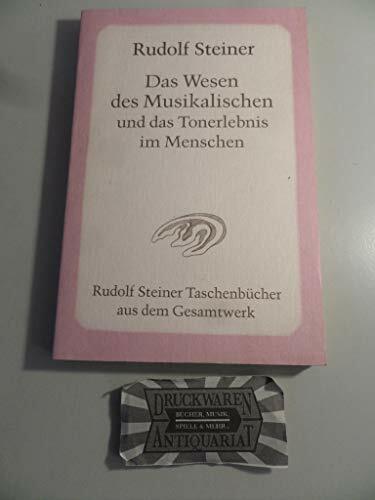 Rudolf Steiner
Das Wesen
des Musikalischen
und das Tonerlebnis
im Menschen
Rudolf Steiner Taschenbücher
aus dem Gesamtwerk
DRUCKWAREN
BÜCHER, MUSIK,
SPIELE & MEHR...
ANTIQUARIAT